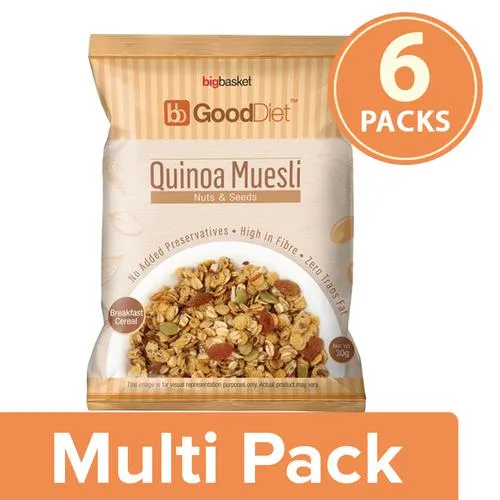 6
PACKS
bigbasket
bb GoodDiet™
Quinoa Muesli
Nuts & Seeds
No Added Preservatives • High in Fibre • Zero Trans Fat
Breakfast
Cereal
Net Wt.
30g
This image is for visual representation purposes only. Actual product may vary.
Multi Pack